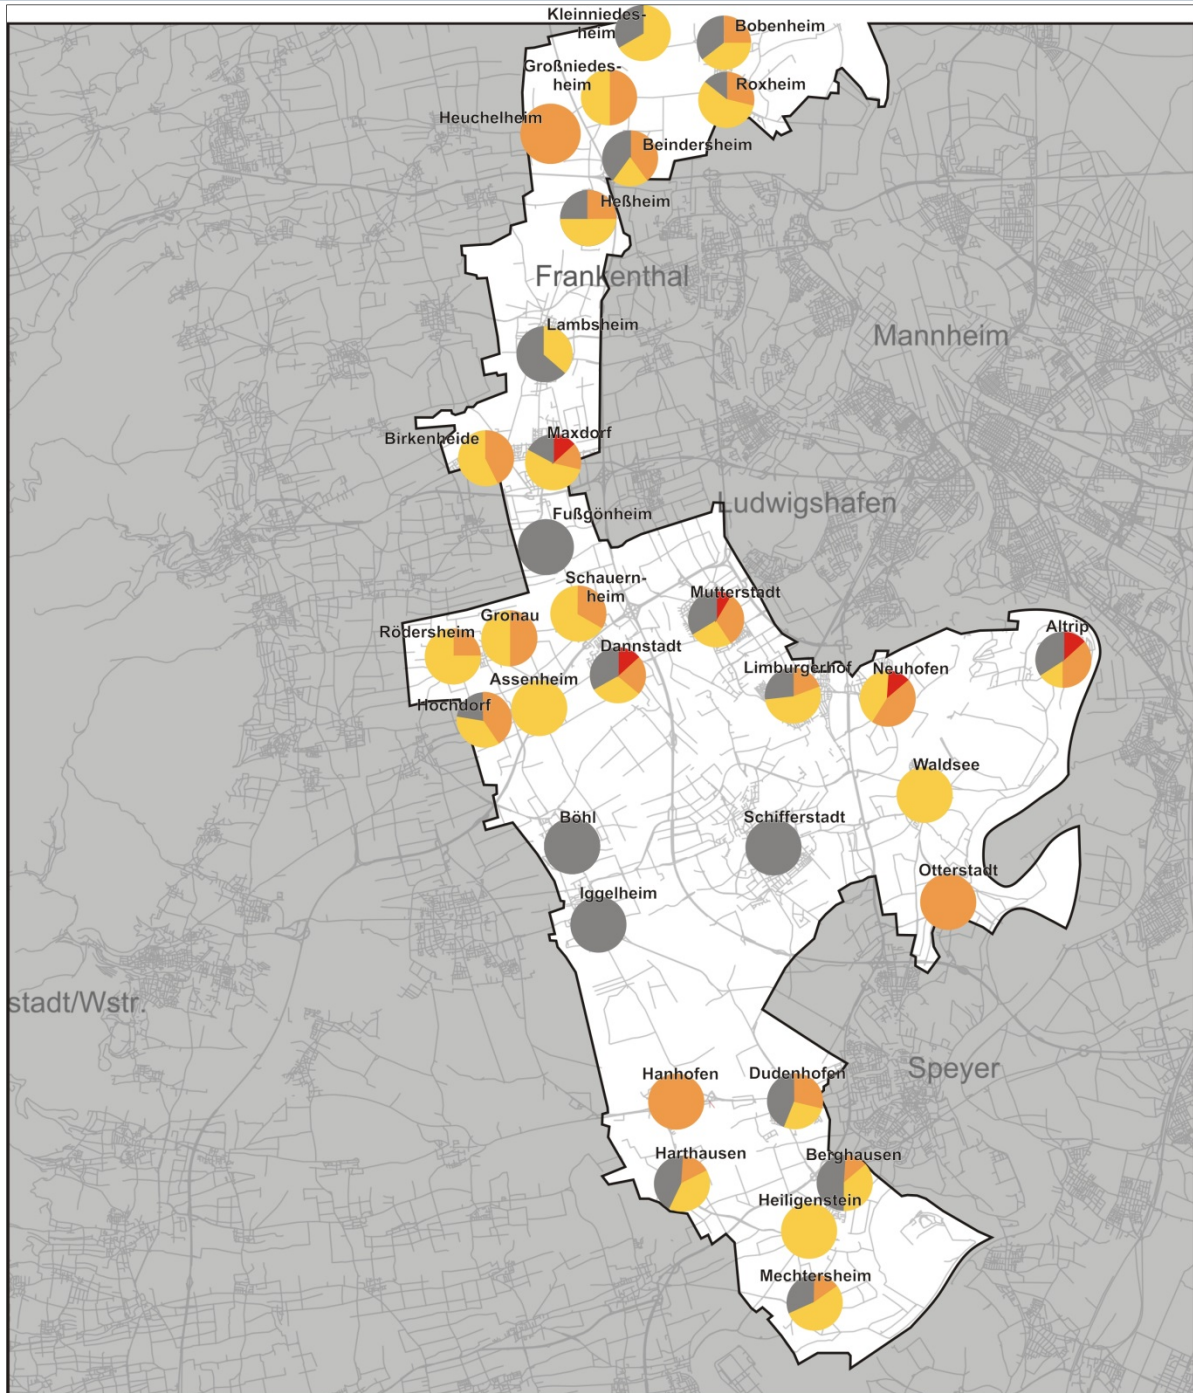 Kleinniedes-
heim
Bobenheim
Großniedes-
heim
Roxheim
Heuchelheim
Beindersheim
Heßheim
Frankenthal
Lambsheim
Mannheim
Birkenheide
Maxdorf
Ludwigshafen
Fußgönheim
Schauern-
heim
Mutterstadt
Gronau
Rödersheim
Altrip
Dannstadt
Limburgerhof
Neuhofen
Assenheim
Hochdorf
Waldsee
Böhl
Schifferstadt
Otterstadt
Iggelheim
stadt/Wstr.
Speyer
Hanhofen
Dudenhofen
Harthausen
Berghausen
Heiligenstein
Mechtersheim